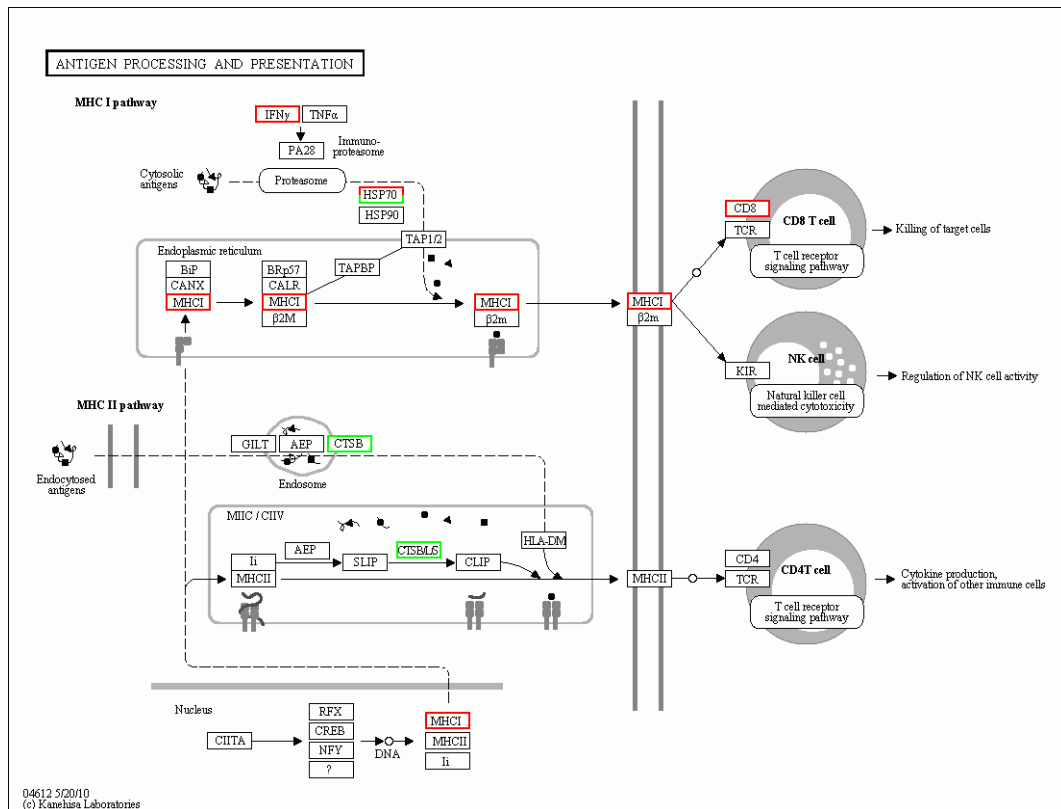 ANTIGEN PROCESSING AND PRESENTATION
MHC I pathway
IFNγ
TNFα
PA28
Immuno-
proteasome
Cytosolic
antigens
Proteasome
HSP70
HSP90
TAP1/2
Endoplasmic reticulum
TAPBP
BiP
CANX
MHCI
BRp57
CALR
MHCI
β2M
MHCI
β2m
MHCI
β2m
CD8
TCR
CD8 T cell
T cell receptor
signaling pathway
Killing of target cells
KIR
NK cell
Natural killer cell
mediated cytotoxicity
Regulation of NK cell activity
MHC II pathway
Endocytosed
antigens
GILT
AEP
CTSB
Endosome
MIIC / CIIV
Ii
MHCII
AEP
SLIP
CTSB/L/S
CLIP
HLA-DM
MHCII
CD4
TCR
CD4T cell
T cell receptor
signaling pathway
Cytokine production,
activation of other immune cells
Nucleus
CIITA
RFX
CREB
NFY
?
DNA
MHCI
MHCII
Ii
04612 5/20/10
(c) Kanehisa Laboratories